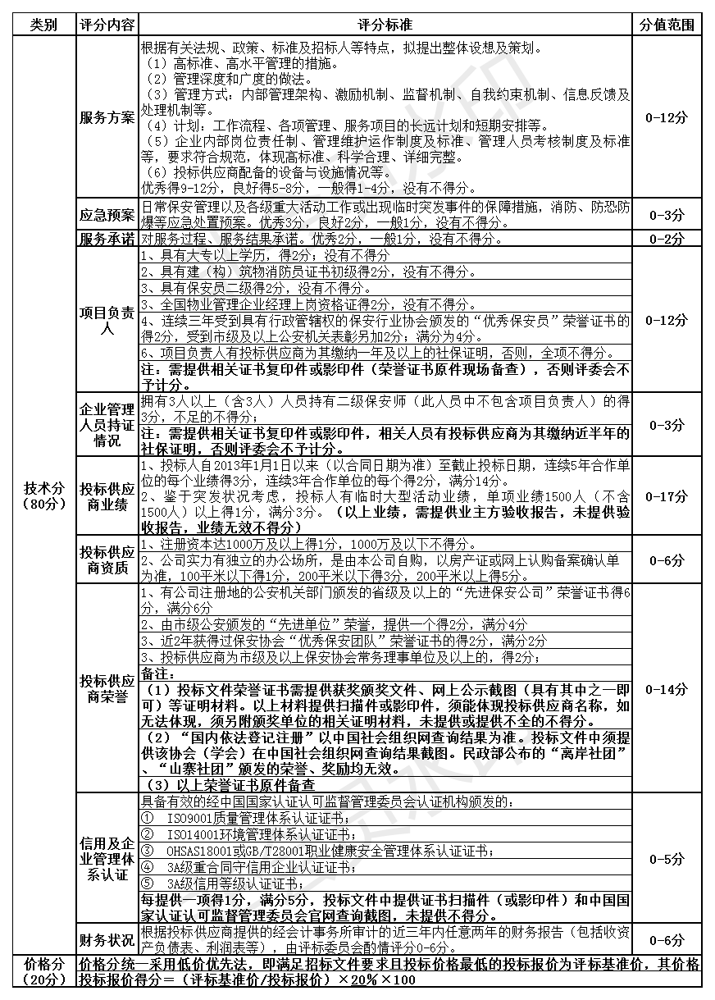 类别 评分内容 评分标准 分值范围
技术分
（80分）
服务方案
根据有关法规、政策、标准及招标人等特点，拟提出整体设想及策划。
（1）高标准、高水平管理的措施。
（2）管理深度和广度的做法。
（3）管理方式：内部管理架构、激励机制、监督机制、自我约束机制、信息反馈及
处理机制等。
（4）计划：工作流程、各项管理、服务项目的长远计划和短期安排等。
（5）企业内部岗位责任制、管理维护运作制度及标准、管理人员考核制度及标准
等，要求符合规范，体现高标准、科学合理、详细完整。
（6）投标供应商配备的设备与设施情况等。
优秀得9-12分，良好得5-8分，一般得1-4分，没有不得分。
0-12分
应急预案
日常保安管理以及各级重大活动工作或出现临时突发事件的保障措施，消防、防恐防
爆等应急处置预案。优秀3分，良好2分，一般1分，没有不得分。
0-3分
服务承诺
对服务过程、服务结果承诺。优秀2分，一般1分，没有不得分。
0-2分
项目负责
人
1、具有大专以上学历，得2分；没有不得分
2、具有建（构）筑物消防员证书初级得2分，没有不得分。
3、具有保安员二级得2分，没有不得分。
3、全国物业管理企业经理上岗资格证得2分，没有不得分。
4、连续三年受到具有行政管辖权的保安行业协会颁发的“优秀保安员”荣誉证书的
得2分，受到市级及以上公安机关表彰另加2分；满分为4分。
6、项目负责人有投标供应商为其缴纳一年及以上的社保证明，否则，全项不得分。
注：需提供相关证书复印件或影印件（荣誉证书原件现场备查），否则评委会不
予计分。
0-12分
企业管理
人员持证
情况
拥有3人以上（含3人）人员持有二级保安师（此人员中不包含项目负责人）的得
3分，不足的不得分；
注：需提供相关证书复印件或影印件，相关人员有投标供应商为其缴纳近半年的
社保证明，否则评委会不予计分。
0-3分
投标供应
商业绩
1、投标人自2013年1月1日以来（以合同日期为准）至截止投标日期，连续5年合作单
位的每个业绩得3分，连续3年合作单位的每个得2分，满分14分。
2、鉴于突发状况考虑，投标人有临时大型活动业绩，单项业绩1500人（不含
1500人）以上得1分，满分3分。（以上业绩，需提供业主方验收报告，未提供验
收报告，业绩无效不得分）
0-17分
投标供应
商资质
1、注册资本达1000万及以上得1分，1000万及以下不得分。
2、公司实力有独立的办公场所，是由本公司自购，以房产证或网上认购备案确认单
为准，100平米以下得1分，200平米以下得3分，200平米以上得5分。
0-6分
投标供应
商荣誉
1、有公司注册地的公安机关部门颁发的省级及以上的“先进保安公司”荣誉证书得6
分，满分6分
2、由市级公安颁发的“先进单位”荣誉，提供一个得2分，满分4分
3、近2年获得过保安协会“优秀保安团队”荣誉证书的得2分，满分2分
3、投标供应商为市级及以上保安协会常务理事单位及以上的，得2分；
备注：
（1）投标文件荣誉证书需提供获奖颁奖文件、网上公示截图（具有其中之一即
可）等证明材料。以上材料提供扫描件或影印件，须能体现投标供应商名称，如
无法体现，须另附颁奖单位的相关证明材料，未提供或提供不全的不得分。
（2）“国内依法登记注册”以中国社会组织网查询结果为准。投标文件中须提
供该协会（学会）在中国社会组织网查询结果截图。民政部公布的“离岸社团”
、“山寨社团”颁发的荣誉、奖励均无效。
（3）以上荣誉证书原件备查
0-14分
信用及企
业管理体
系认证
具备有效的经中国国家认证认可监督管理委员会认证机构颁发的：
① ISO9001质量管理体系认证证书；
② ISO14001环境管理体系认证证书；
③ OHSAS18001或GB/T28001职业健康安全管理体系认证证书；
④ 3A级重合同守信用企业认证证书；
⑤ 3A级信用等级认证证书；
每提供一项得1分，满分5分，投标文件中提供证书扫描件（或影印件）和中国国
家认证认可监督管理委员会官网查询截图，未提供不得分。
0-5分
财务状况
根据投标供应商提供的经会计事务所审计的近三年内任意两年的财务报告（包括收资
产负债表、利润表等），由评标委员会酌情评分0-6分。
0-6分
价格分
（20分）
价格分统一采用低价优先法，即满足招标文件要求且投标价格最低的投标报价为评标基准价，其价格
投标报价得分＝（评标基准价/投标报价）×20％×100